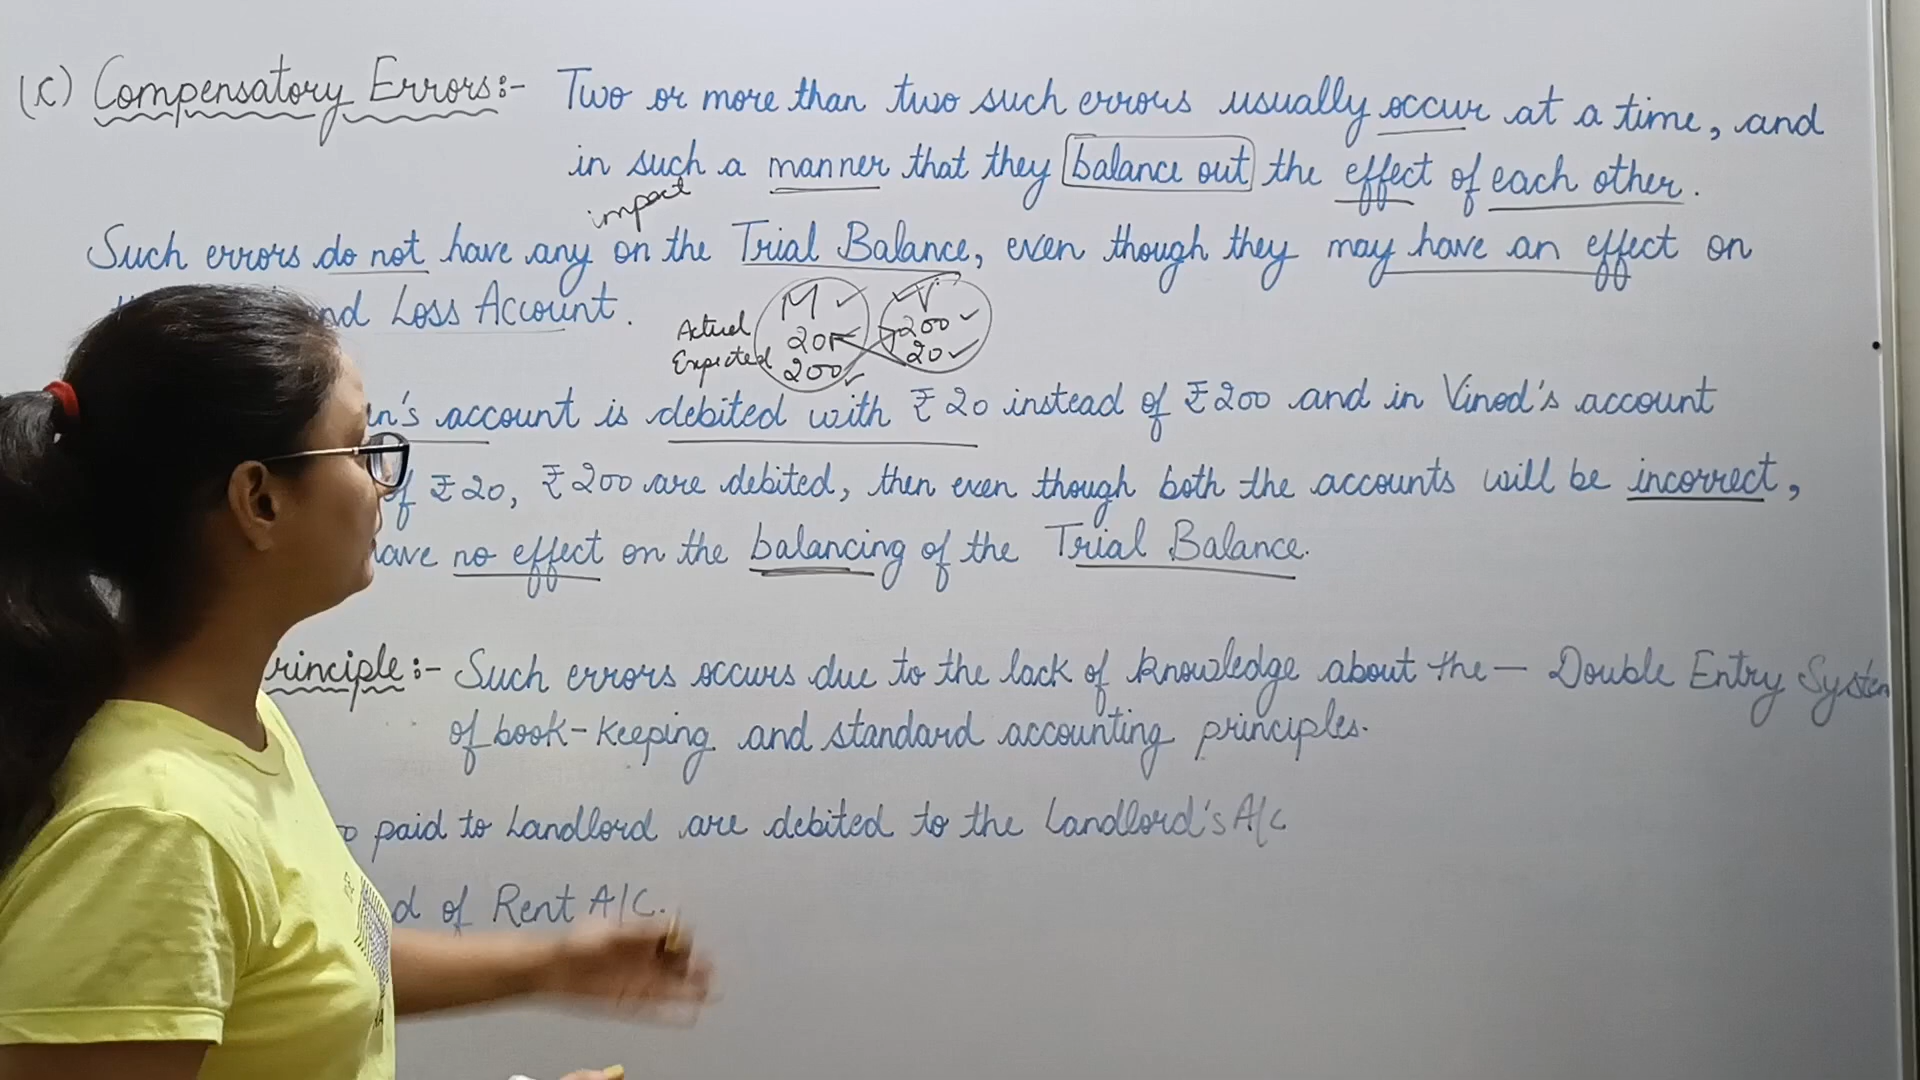 (C) Compensatory Errors:- Two or more than two such errors usually occur at a time, and
in such a manner that they balance out the effect of each other.
impact
Such errors do not have any on the Trial Balance, even though they may have an effect on
nd Loss Account.
M V
Actual 20 200
Expected 200 20
n's account is debited with ₹20 instead of ₹200 and in Vinod's account
of ₹20, ₹200 are debited, then even though both the accounts will be incorrect,
have no effect on the balancing of the Trial Balance.
rinciple:- Such errors occurs due to the lack of knowledge about the - Double Entry System
of book-keeping and standard accounting principles.
paid to Landlord are debited to the Landlord's A/C
d of Rent A/C.